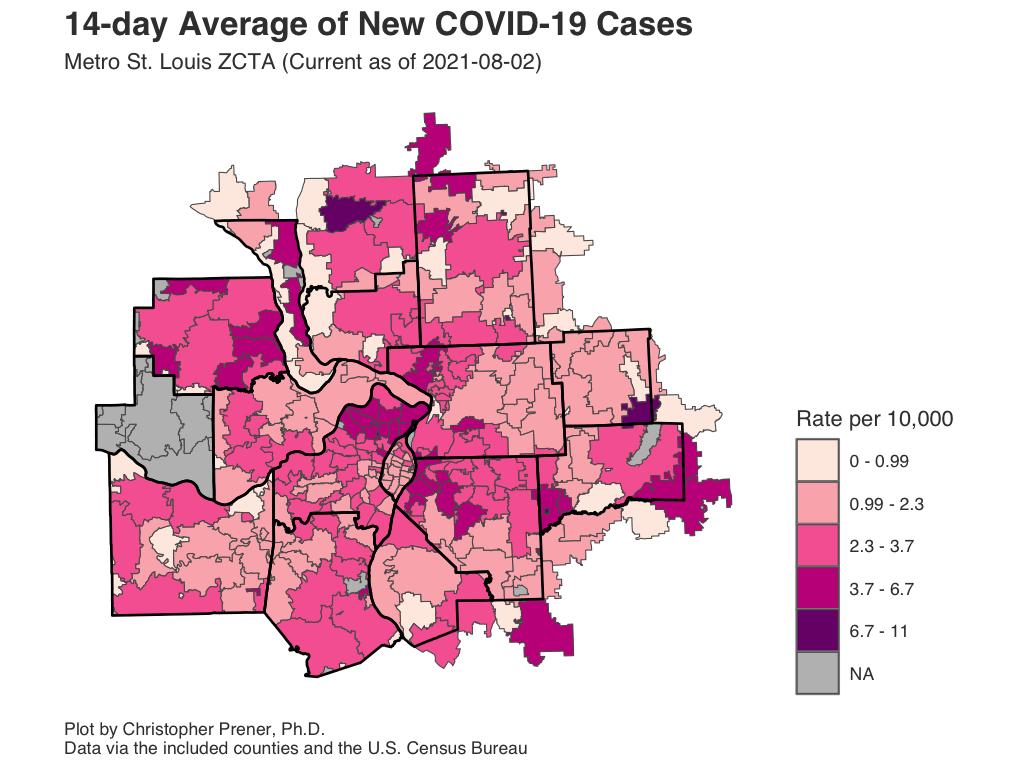 14-day Average of New COVID-19 Cases
Metro St. Louis ZCTA (Current as of 2021-08-02)
Rate per 10,000
0 - 0.99
0.99 - 2.3
2.3 - 3.7
3.7 - 6.7
6.7 - 11
NA
Plot by Christopher Prener, Ph.D.
Data via the included counties and the U.S. Census Bureau